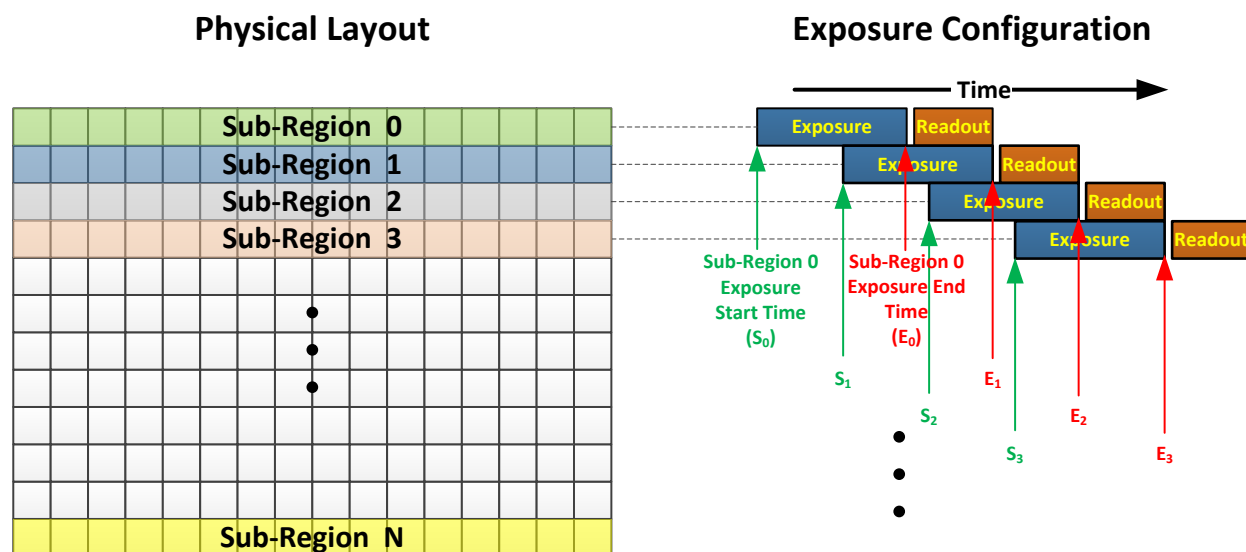 Physical Layout
Exposure Configuration
Time
Sub-Region 0
Exposure
Readout
Sub-Region 1
Exposure
Readout
Sub-Region 2
Exposure
Readout
Sub-Region 3
Exposure
Readout
Sub-Region 0
Exposure
Start Time
(S₀)
Sub-Region 0
Exposure End
Time
(E₀)
S₁
E₁
S₂
E₂
S₃
E₃
Sub-Region N